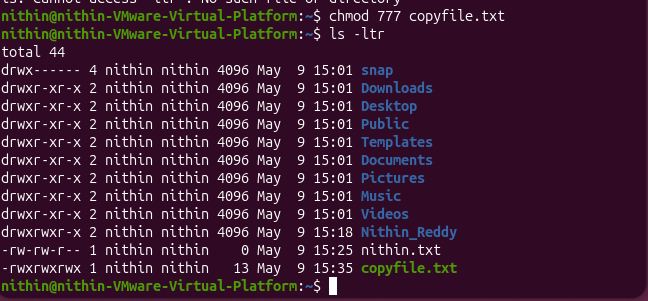 ls: cannot access 'ltr': No such file or directory
nithin@nithin-VMware-Virtual-Platform:~$ chmod 777 copyfile.txt
nithin@nithin-VMware-Virtual-Platform:~$ ls -ltr
total 44
drwx------ 4 nithin nithin 4096 May  9 15:01 snap
drwxr-xr-x 2 nithin nithin 4096 May  9 15:01 Downloads
drwxr-xr-x 2 nithin nithin 4096 May  9 15:01 Desktop
drwxr-xr-x 2 nithin nithin 4096 May  9 15:01 Public
drwxr-xr-x 2 nithin nithin 4096 May  9 15:01 Templates
drwxr-xr-x 2 nithin nithin 4096 May  9 15:01 Documents
drwxr-xr-x 2 nithin nithin 4096 May  9 15:01 Pictures
drwxr-xr-x 2 nithin nithin 4096 May  9 15:01 Music
drwxr-xr-x 2 nithin nithin 4096 May  9 15:01 Videos
drwxrwxr-x 2 nithin nithin 4096 May  9 15:18 Nithin_Reddy
-rw-rw-r-- 1 nithin nithin    0 May  9 15:25 nithin.txt
-rwxrwxrwx 1 nithin nithin   13 May  9 15:35 copyfile.txt
nithin@nithin-VMware-Virtual-Platform:~$